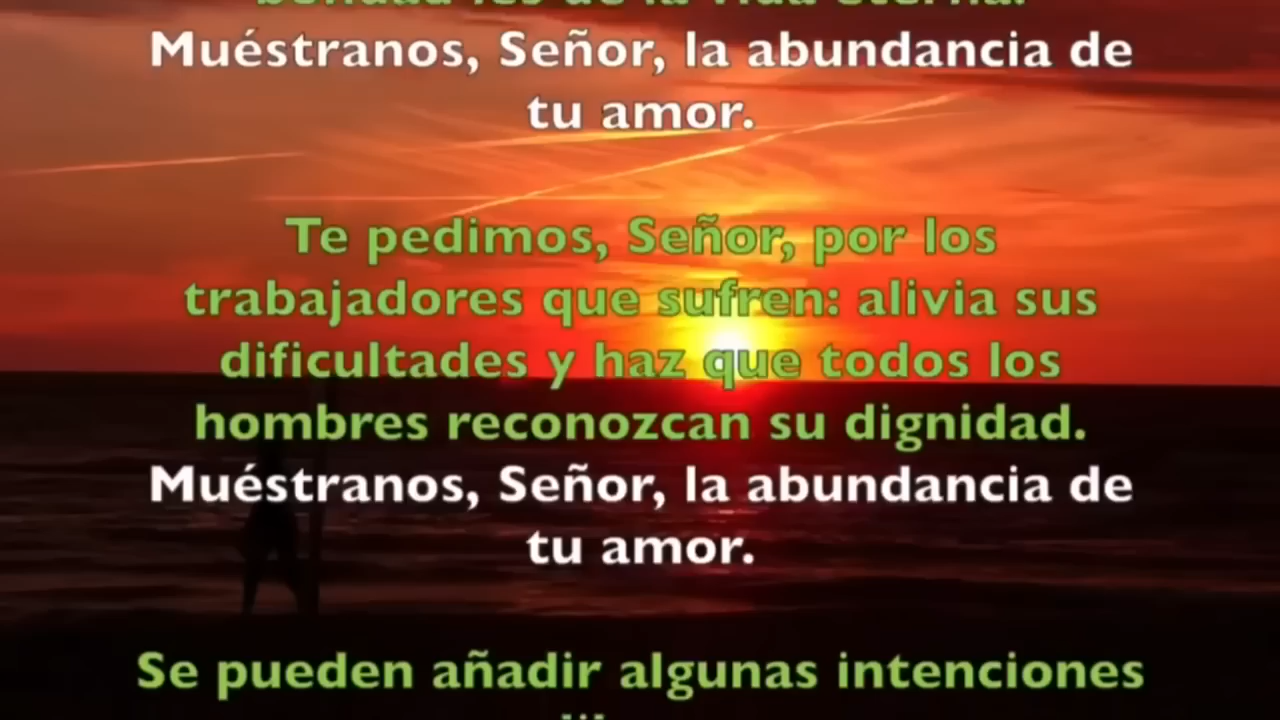 Muéstranos, Señor, la abundancia de
tu amor.
Te pedimos, Señor, por los
trabajadores que sufren: alivia sus
dificultades y haz que todos los
hombres reconozcan su dignidad.
Muéstranos, Señor, la abundancia de
tu amor.
Se pueden añadir algunas intenciones